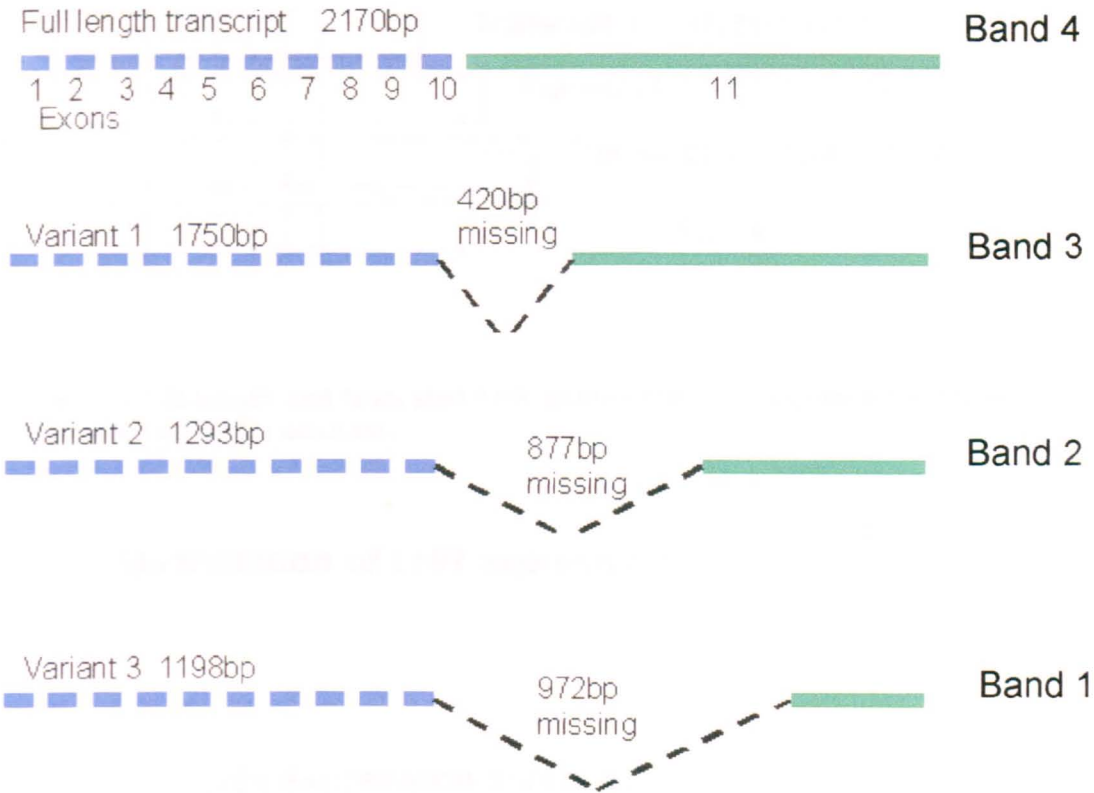 Full length transcript 2170bp
Band 4
1 2 3 4 5 6 7 8 9 10 11
Exons
420bp
missing
Variant 1 1750bp
Band 3
Variant 2 1293bp
877bp
missing
Band 2
Variant 3 1198bp
972bp
missing
Band 1